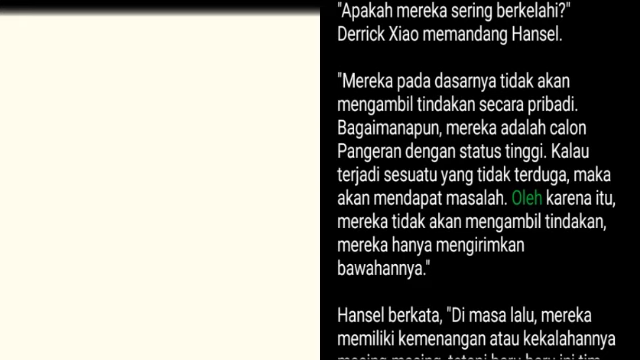 "Apakah mereka sering berkelahi?"
Derrick Xiao memandang Hansel.
"Mereka pada dasarnya tidak akan
mengambil tindakan secara pribadi.
Bagaimanapun, mereka adalah calon
Pangeran dengan status tinggi. Kalau
terjadi sesuatu yang tidak terduga, maka
akan mendapat masalah. Oleh karena itu,
mereka tidak akan mengambil tindakan,
mereka hanya mengirimkan
bawahannya."
Hansel berkata, "Di masa lalu, mereka
memiliki kemenangan atau kekalahannya